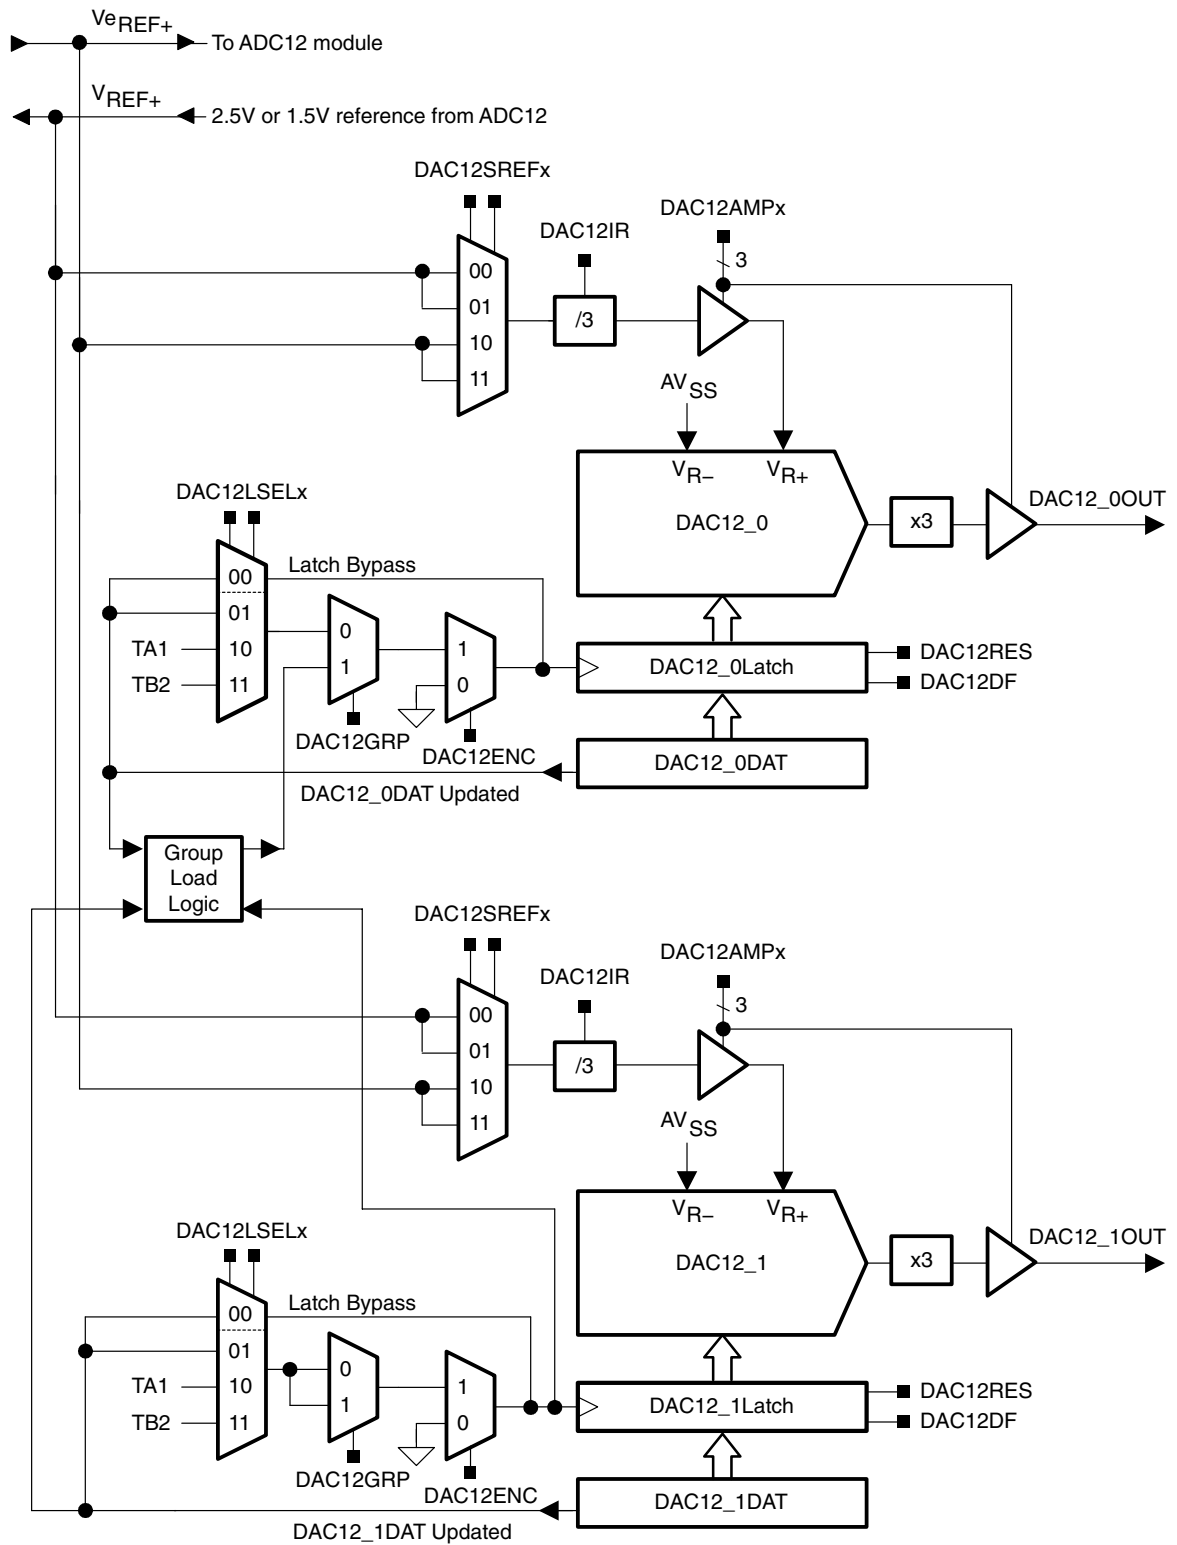 VeREF+
To ADC12 module
VREF+
2.5V or 1.5V reference from ADC12
DAC12SREFx
DAC12AMPx
DAC12IR
3
00
01
10
11
/3
AVSS
VR−
VR+
DAC12_0
x3
DAC12_0OUT
DAC12LSELx
Latch Bypass
00
01
TA1
10
TB2
11
0
1
1
0
DAC12GRP
DAC12ENC
DAC12_0Latch
DAC12RES
DAC12DF
DAC12_0DAT
DAC12_0DAT Updated
Group
Load
Logic
DAC12SREFx
DAC12AMPx
DAC12IR
3
00
01
10
11
/3
AVSS
VR−
VR+
DAC12_1
x3
DAC12_1OUT
DAC12LSELx
Latch Bypass
00
01
TA1
10
TB2
11
0
1
1
0
DAC12GRP
DAC12ENC
DAC12_1Latch
DAC12RES
DAC12DF
DAC12_1DAT
DAC12_1DAT Updated